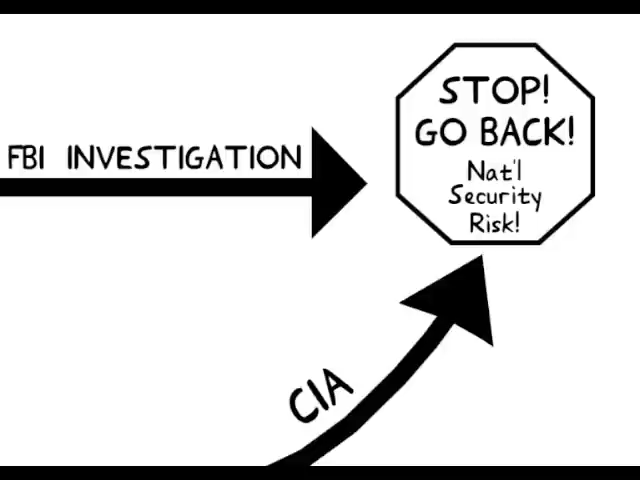 FBI INVESTIGATION
STOP!
GO BACK!
Nat'l
Security
Risk!
CIA